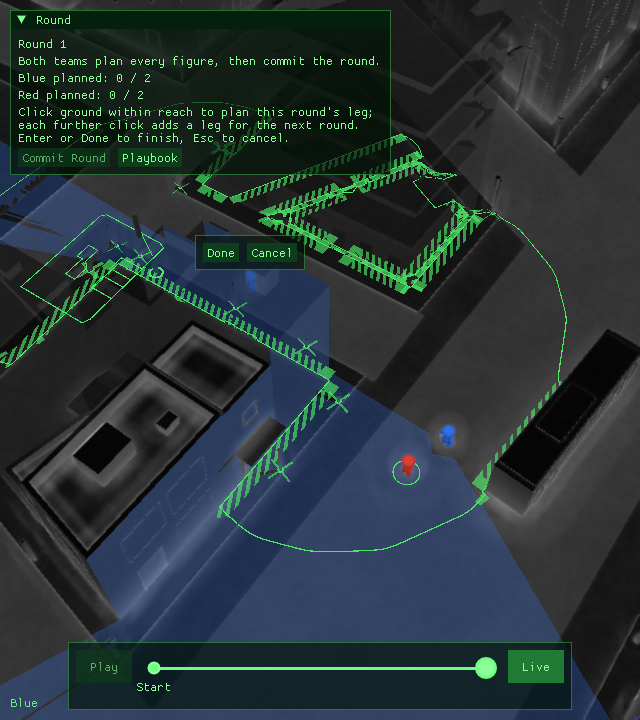 Round
Round 1
Both teams plan every figure, then commit the round.
Blue planned: 0 / 2
Red planned: 0 / 2
Click ground within reach to plan this round's leg;
each further click adds a leg for the next round.
Enter or Done to finish, Esc to cancel.
Commit Round Playbook
Done Cancel
Play
Live
Start
Blue